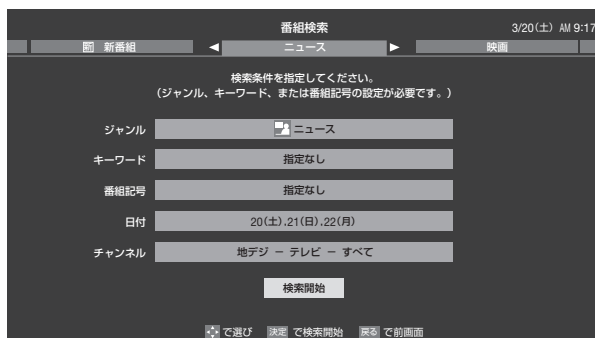 番組検索 3/20(土) AM 9:17
新 新番組 ◀ ニュース ▶ 映画
検索条件を指定してください。
(ジャンル、キーワード、または番組記号の設定が必要です。)
ジャンル ニュース
キーワード 指定なし
番組記号 指定なし
日付 20(土).21(日).22(月)
チャンネル 地デジ − テレビ − すべて
検索開始
で選び 決定 で検索開始 戻る で前画面